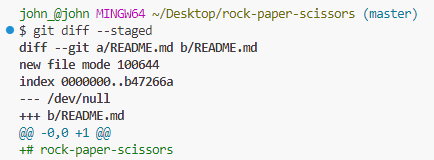 john_@john MINGW64 ~/Desktop/rock-paper-scissors (master)
$ git diff --staged
diff --git a/README.md b/README.md
new file mode 100644
index 0000000..b47266a
--- /dev/null
+++ b/README.md
@@ -0,0 +1 @@
+# rock-paper-scissors